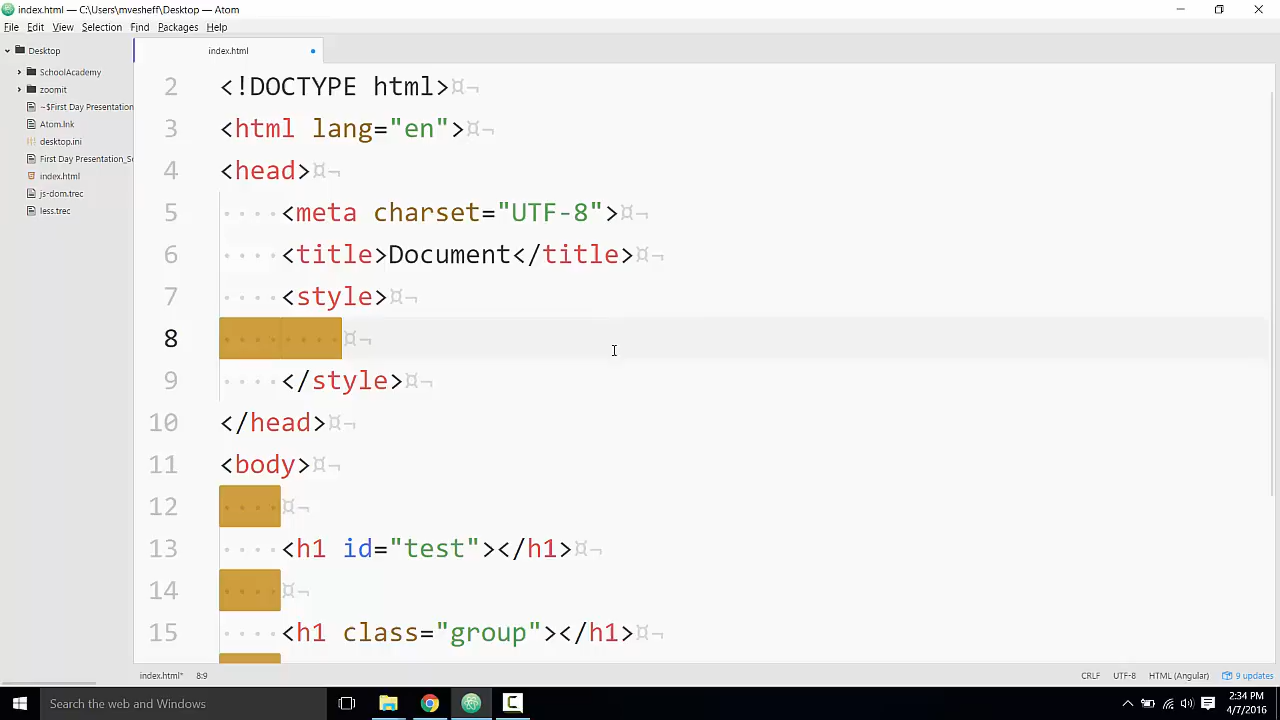 index.html — C:\Users\mvesheff\Desktop — Atom
File Edit View Selection Find Packages Help
Desktop
SchoolAcademy
zoomit
~$First Day Presentation
Atom.lnk
desktop.ini
First Day Presentation_S
index.html
js-dom.trec
less.trec
index.html
2 <!DOCTYPE html>¤¬
3 <html lang="en">¤¬
4 <head>¤¬
5 ····<meta charset="UTF-8">¤¬
6 ····<title>Document</title>¤¬
7 ····<style>¤¬
8 ········¤¬
9 ····</style>¤¬
10 </head>¤¬
11 <body>¤¬
12 ····¤¬
13 ····<h1 id="test"></h1>¤¬
14 ····¤¬
15 ····<h1 class="group"></h1>¤¬
index.html* 8:9 CRLF UTF-8 HTML (Angular) 9 updates
Search the web and Windows
2:34 PM
4/7/2016